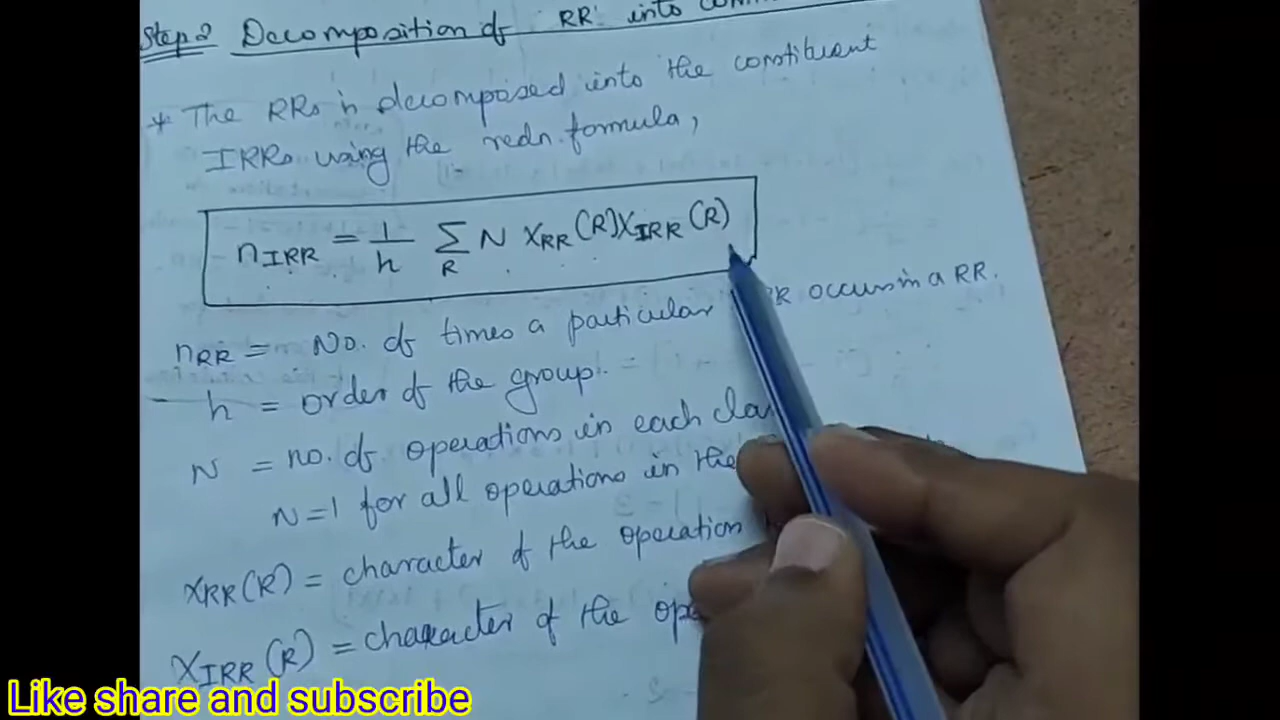 Step 2 Decomposition of RR into
* The RRs is decomposed into the constituent
IRRs using the redn. formula,
nIRR = 1/h Σ_R N χRR(R) χIRR(R)
nRR = No. of times a particular occurs in a RR.
h = order of the group.
N = no. of operations in each
N=1 for all operations in the
χRR(R) = character of the operation
χIRR(R) = character of the
Like share and subscribe